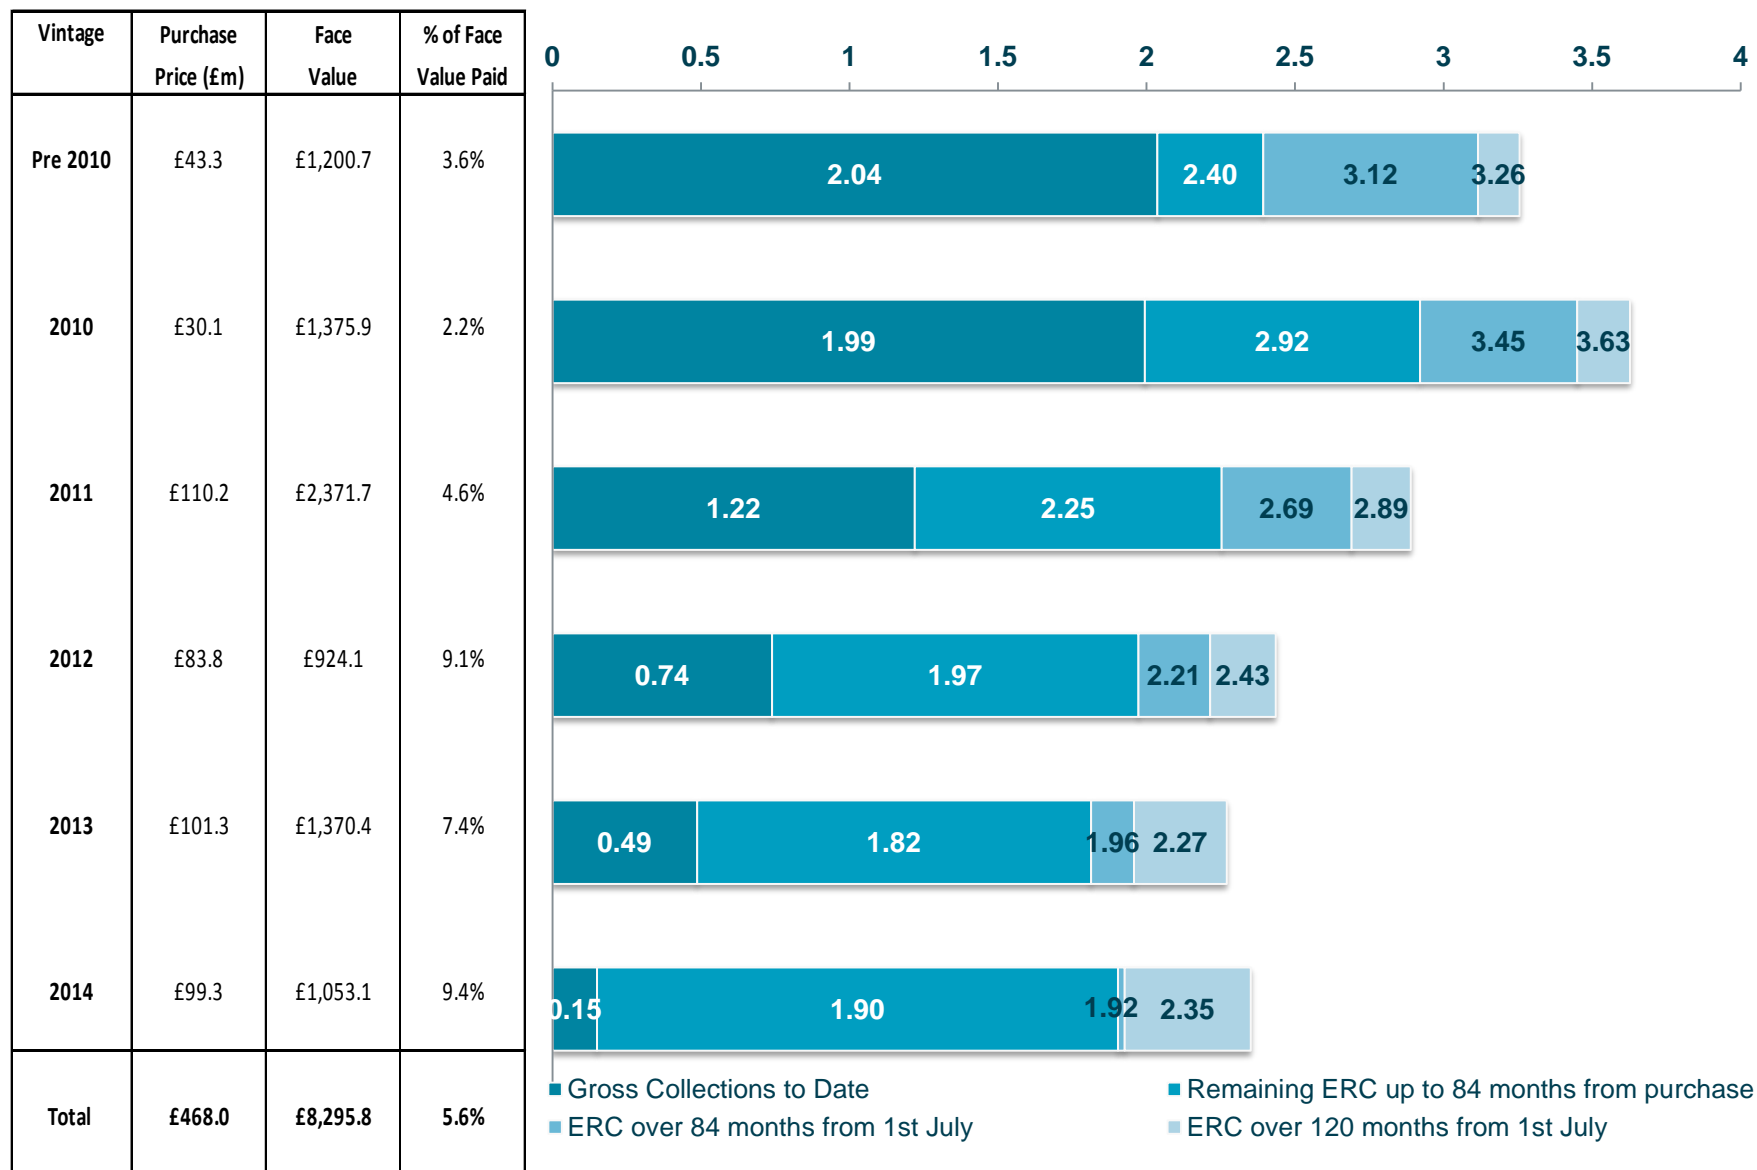 Vintage Purchase Face % of Face
Price (£m) Value Value Paid
0 0.5 1 1.5 2 2.5 3 3.5 4
Pre 2010 £43.3 £1,200.7 3.6% 2.04 2.40 3.12 3.26
2010 £30.1 £1,375.9 2.2% 1.99 2.92 3.45 3.63
2011 £110.2 £2,371.7 4.6% 1.22 2.25 2.69 2.89
2012 £83.8 £924.1 9.1% 0.74 1.97 2.21 2.43
2013 £101.3 £1,370.4 7.4% 0.49 1.82 1.96 2.27
2014 £99.3 £1,053.1 9.4% 0.15 1.90 1.92 2.35
Total £468.0 £8,295.8 5.6%
Gross Collections to Date Remaining ERC up to 84 months from purchase
ERC over 84 months from 1st July ERC over 120 months from 1st July